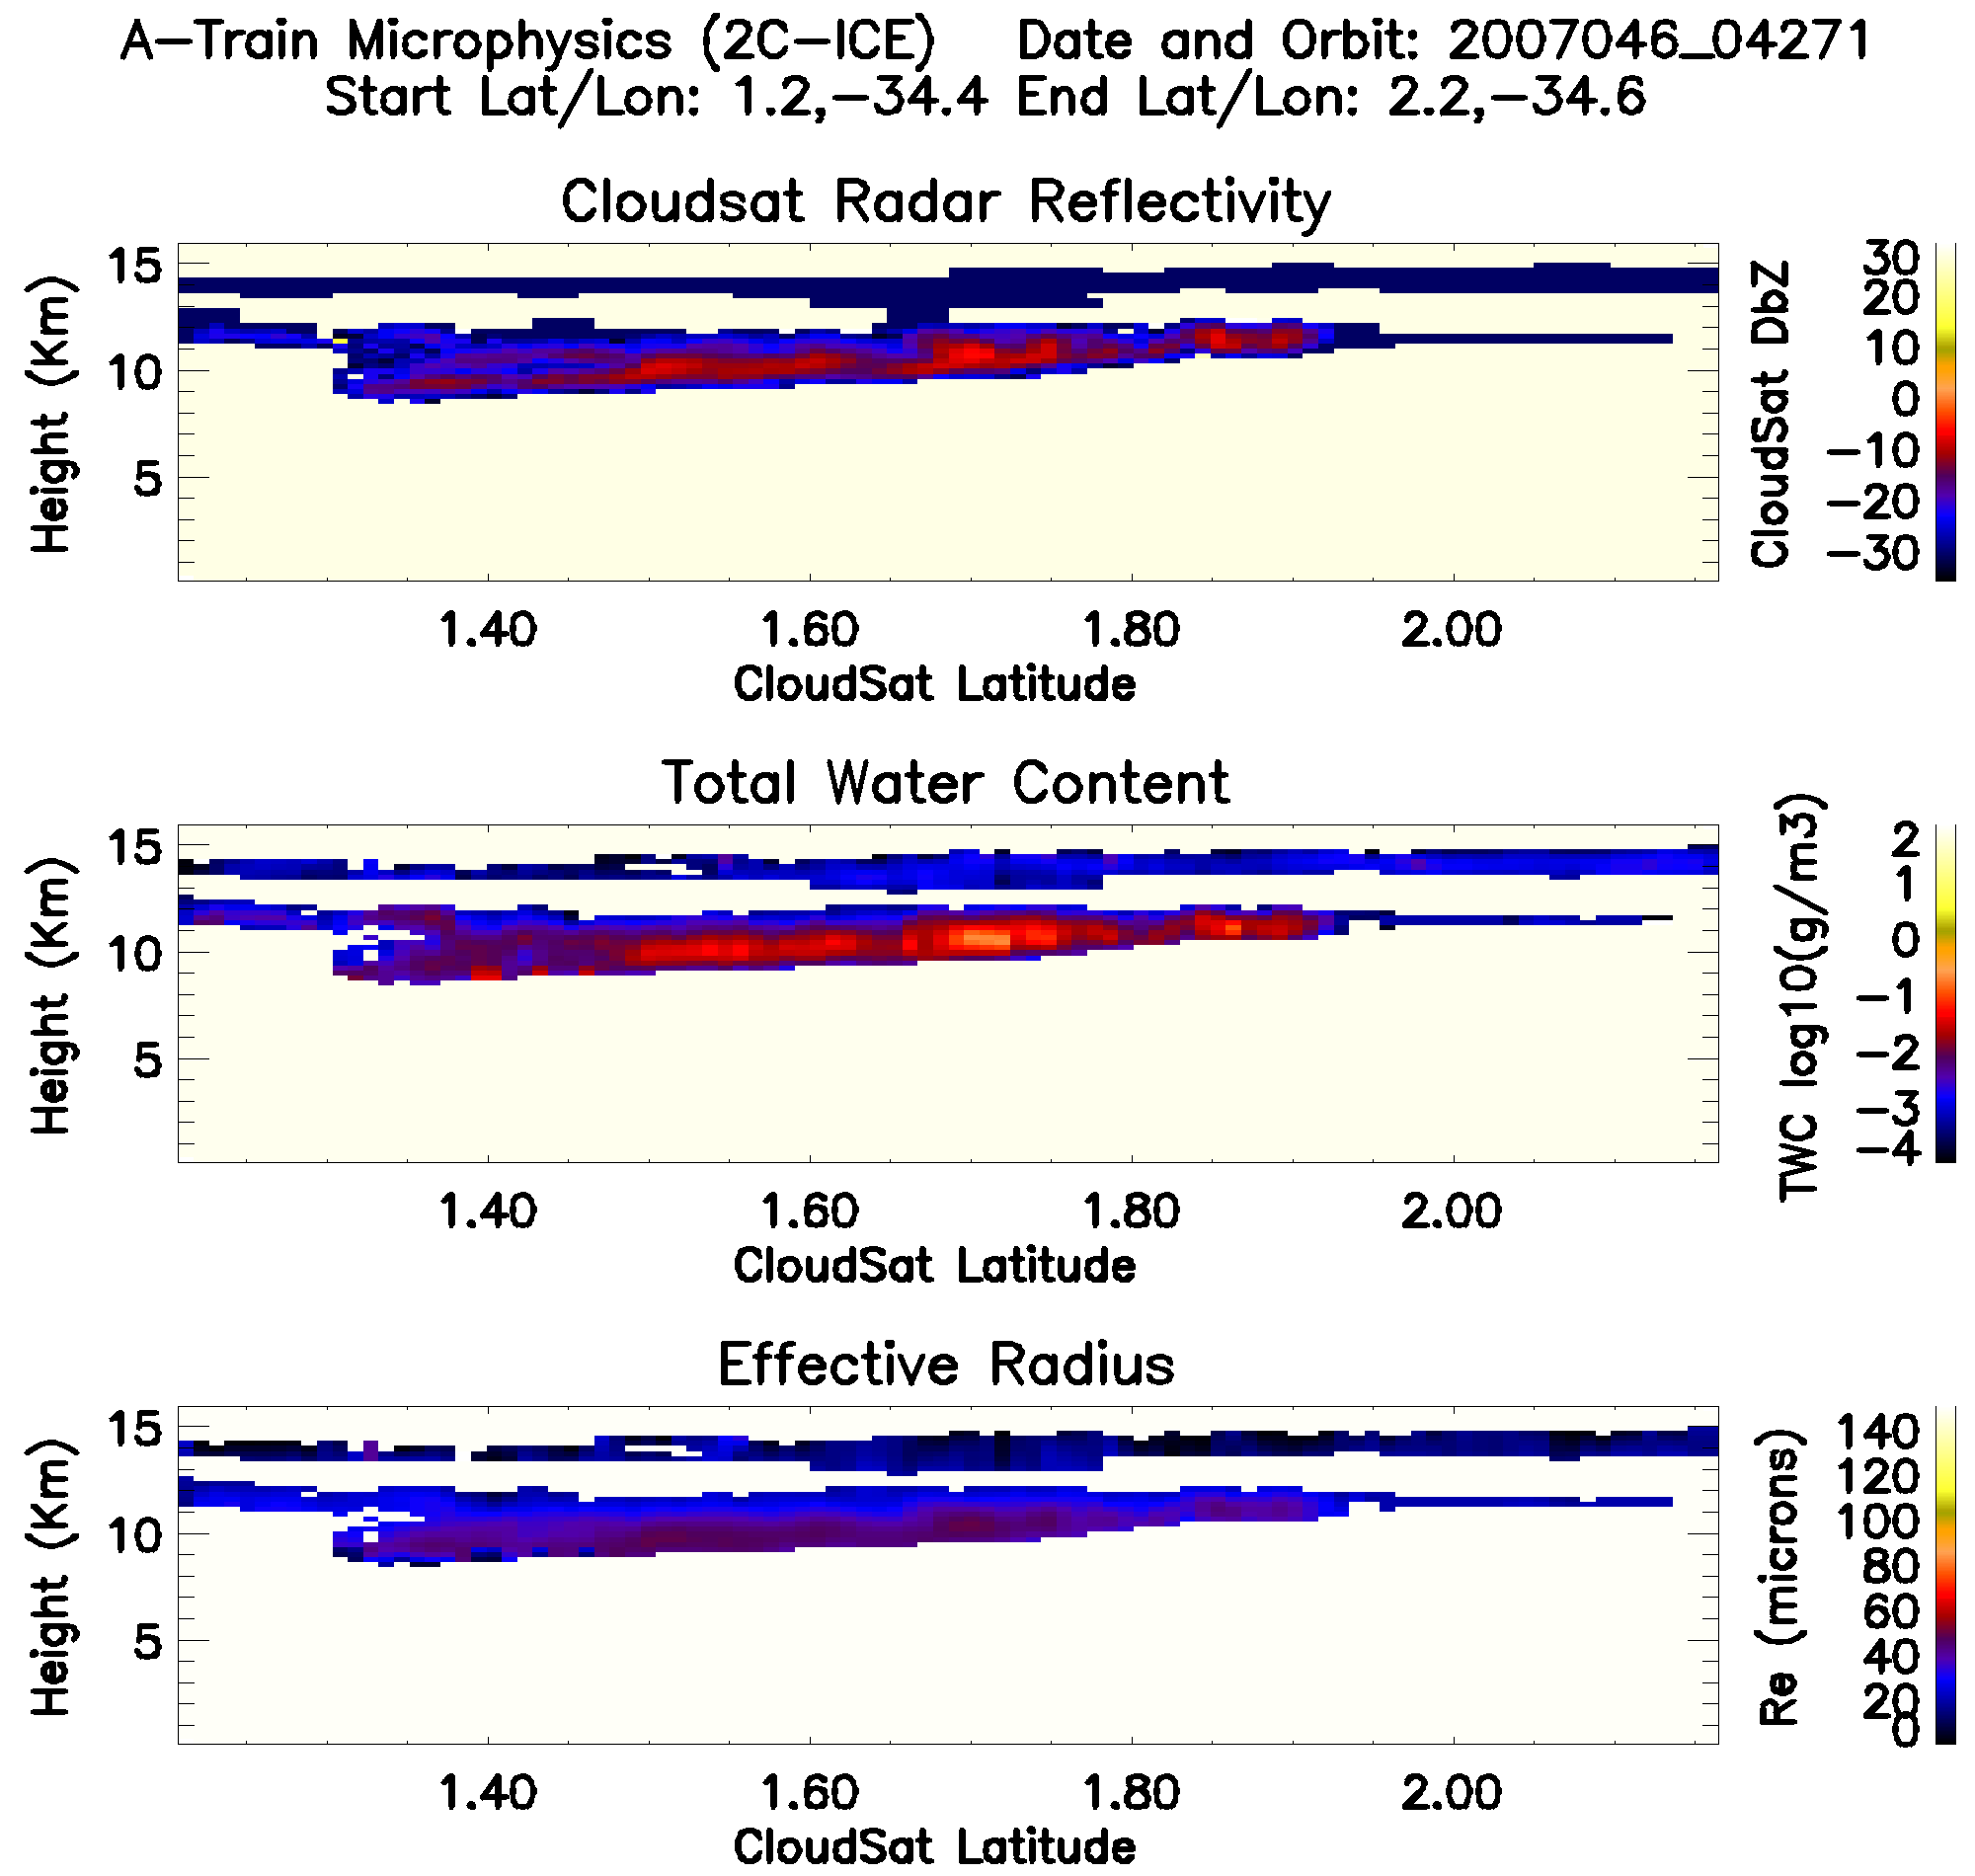 A-Train Microphysics (2C-ICE) Date and Orbit: 2007046_04271
Start Lat/Lon: 1.2,-34.4 End Lat/Lon: 2.2,-34.6
Cloudsat Radar Reflectivity
Height (Km)
15
10
5
1.40 1.60 1.80 2.00
CloudSat Latitude
CloudSat DbZ
30
20
10
0
-10
-20
-30
Total Water Content
Height (Km)
15
10
5
1.40 1.60 1.80 2.00
CloudSat Latitude
TWC log10(g/m3)
2
1
0
-1
-2
-3
-4
Effective Radius
Height (Km)
15
10
5
1.40 1.60 1.80 2.00
CloudSat Latitude
Re (microns)
140
120
100
80
60
40
20
0